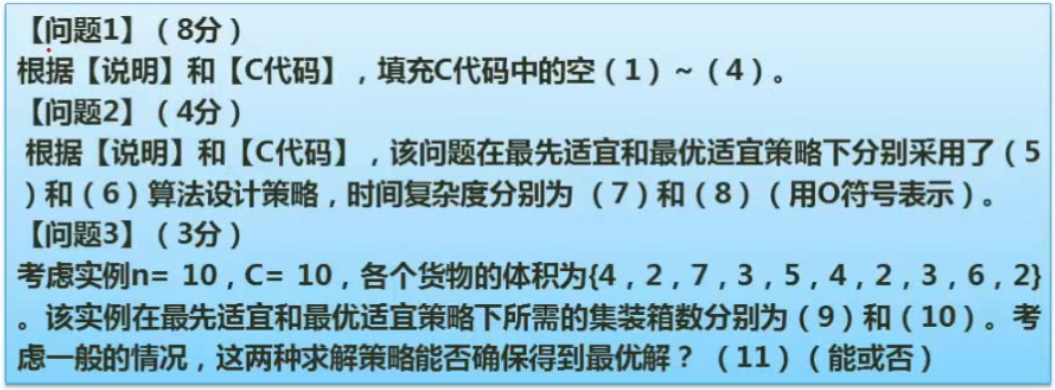 【问题1】（8分）
根据【说明】和【C代码】，填充C代码中的空（1）~（4）。
【问题2】（4分）
根据【说明】和【C代码】，该问题在最先适宜和最优适宜策略下分别采用了（5
）和（6）算法设计策略，时间复杂度分别为 （7）和（8）（用O符号表示）。
【问题3】（3分）
考虑实例n= 10，C= 10，各个货物的体积为{4，2，7，3，5，4，2，3，6，2}
。该实例在最先适宜和最优适宜策略下所需的集装箱数分别为（9）和（10）。考
虑一般的情况，这两种求解策略能否确保得到最优解？ （11）（能或否）